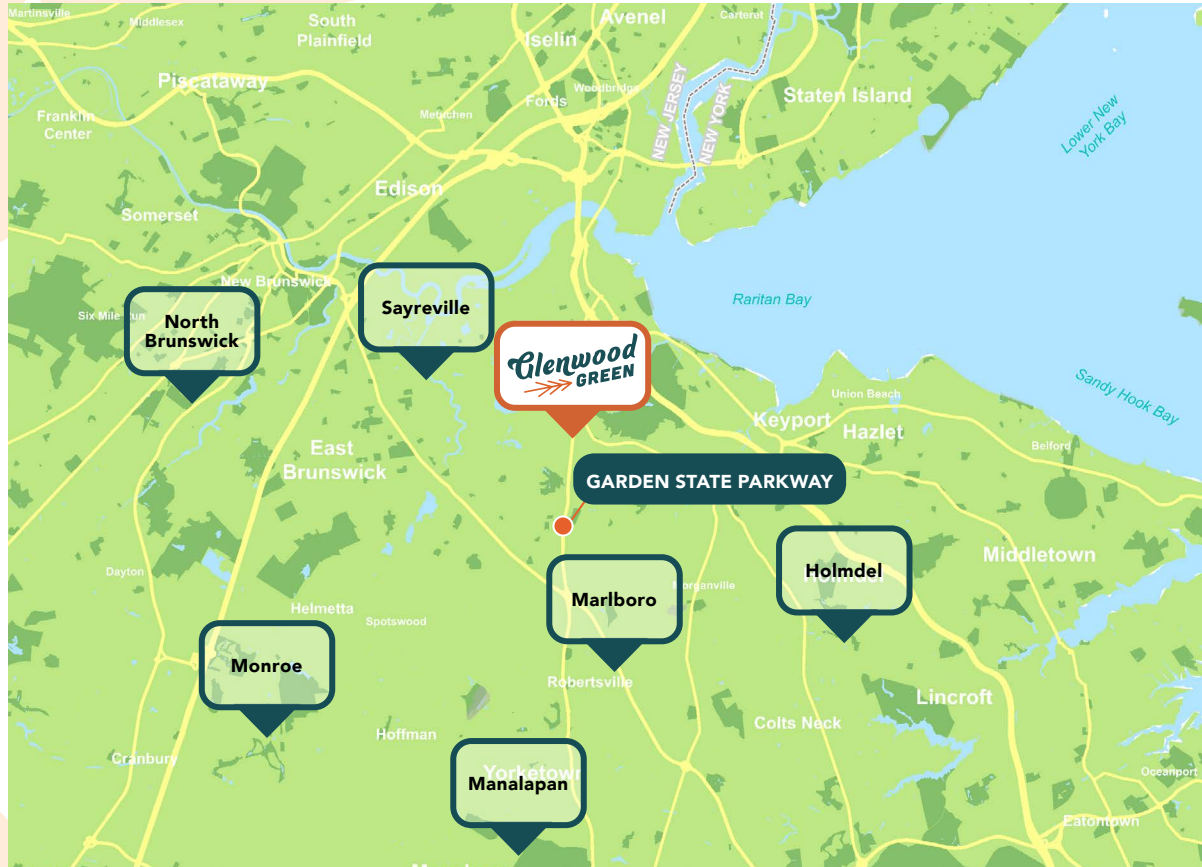 Martinsville
Middlesex
South
Plainfield
Avenel
Carteret
Iselin
Piscataway
Woodbridge
Fords
Staten Island
Franklin
Center
Metuchen
NEW JERSEY
NEW YORK
Lower New
York Bay
Edison
Somerset
New Brunswick
Sayreville
Raritan Bay
Six Mile Run
North
Brunswick
Glenwood
GREEN
Sandy Hook Bay
Union Beach
Keyport
Hazlet
Belford
East
Brunswick
GARDEN STATE PARKWAY
Middletown
Dayton
Holmdel
Holmdel
Marlboro
Morganville
Helmetta
Spotswood
Monroe
Robertsville
Lincroft
Colts Neck
Hoffman
Cranbury
Yorketown
Manalapan
Oceanport
Eatontown